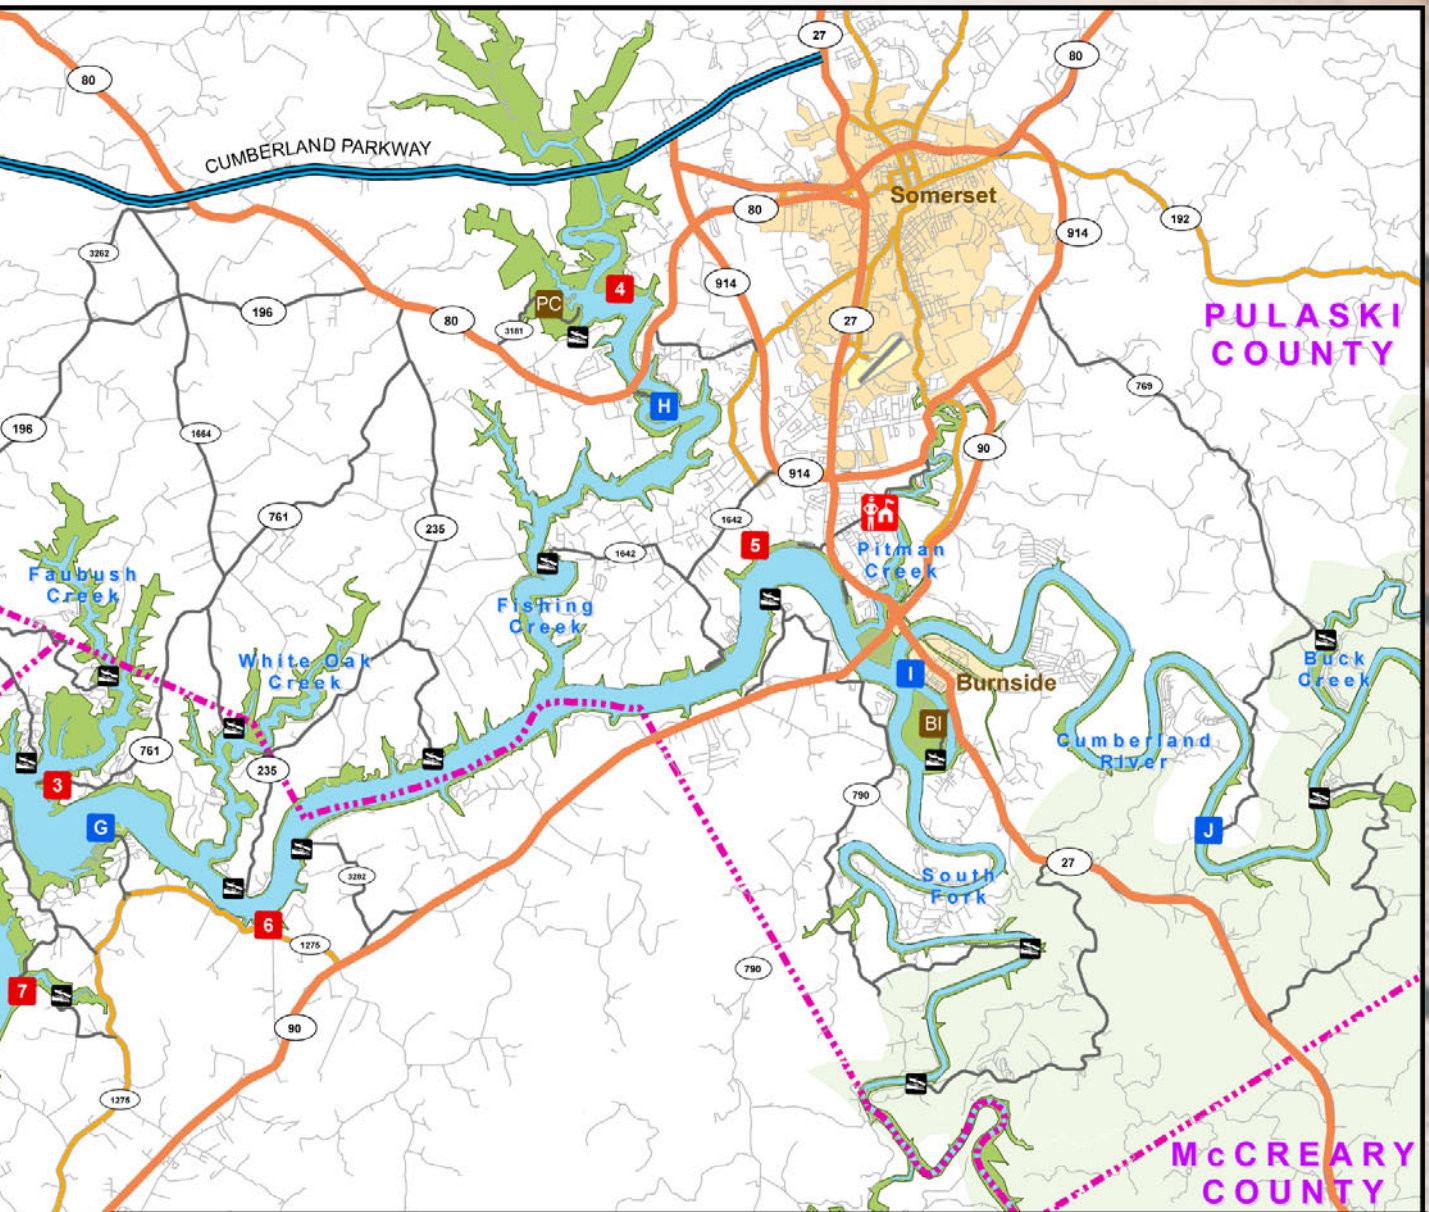 27
80
80
CUMBERLAND PARKWAY
Somerset
80
192
914
3262
914
4
PC
196
80
3181
27
PULASKI
COUNTY
769
H
196
1664
90
914
761
235
1642
5
1642
Pitman
Creek
Faubush
Creek
Fishing
Creek
White Oak
Creek
Buck
Creek
I
Burnside
BI
Cumberland
River
761
235
3
G
790
J
27
3282
South
Fork
6
1275
790
7
90
1275
McCREARY
COUNTY